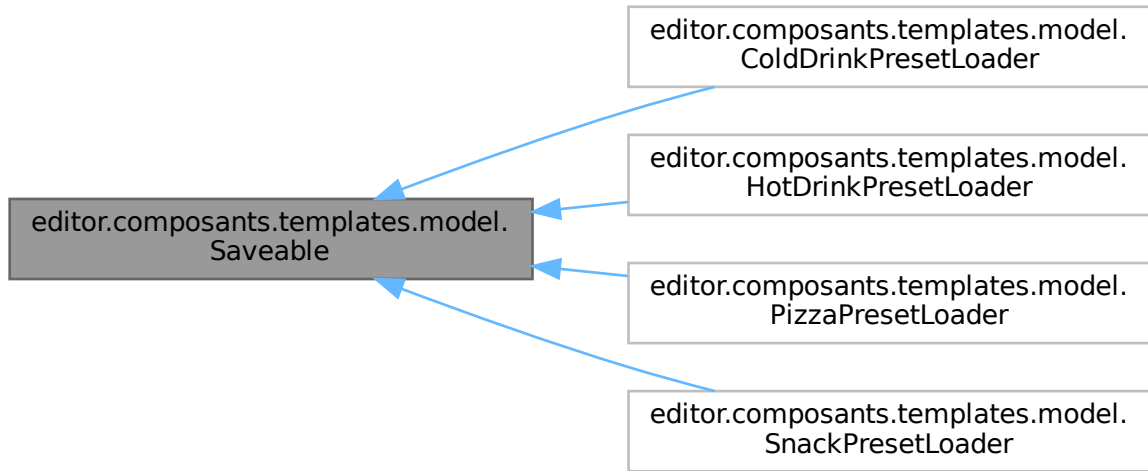 editor.composants.templates.model.
ColdDrinkPresetLoader
editor.composants.templates.model.
HotDrinkPresetLoader
editor.composants.templates.model.
Saveable
editor.composants.templates.model.
PizzaPresetLoader
editor.composants.templates.model.
SnackPresetLoader